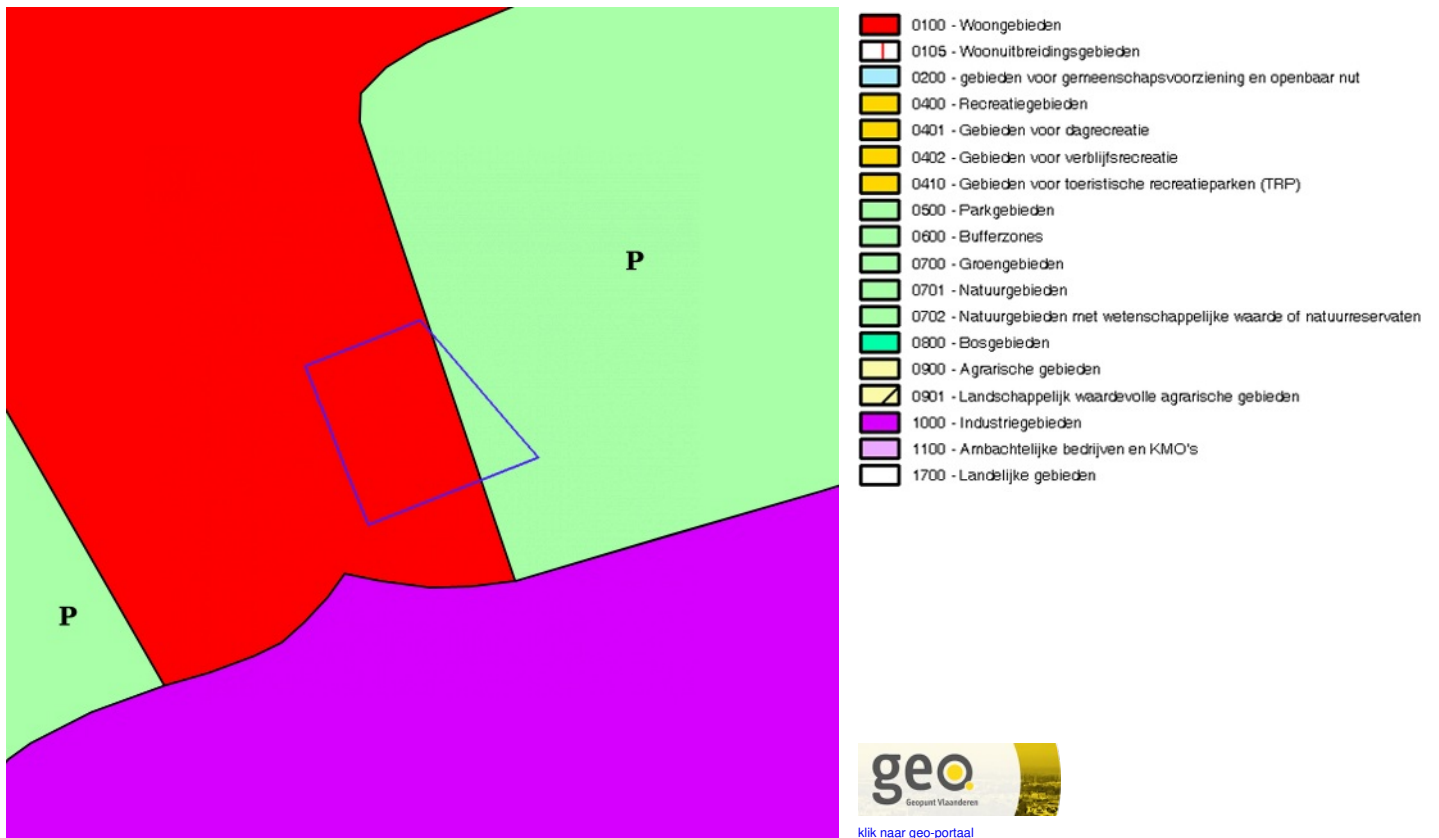 P
P
0100 - Woongebieden
0105 - Woonuitbreidingsgebieden
0200 - gebieden voor gemeenschapsvoorziening en openbaar nut
0400 - Recreatiegebieden
0401 - Gebieden voor dagrecreatie
0402 - Gebieden voor verblijfsrecreatie
0410 - Gebieden voor toeristische recreatieparken (TRP)
0500 - Parkgebieden
0600 - Bufferzones
0700 - Groengebieden
0701 - Natuurgebieden
0702 - Natuurgebieden met wetenschappelijke waarde of natuurreservaten
0800 - Bosgebieden
0900 - Agrarische gebieden
0901 - Landschappelijk waardevolle agrarische gebieden
1000 - Industriegebieden
1100 - Ambachtelijke bedrijven en KMO's
1700 - Landelijke gebieden
geo
Geopunt Vlaanderen
klik naar geo-portaal